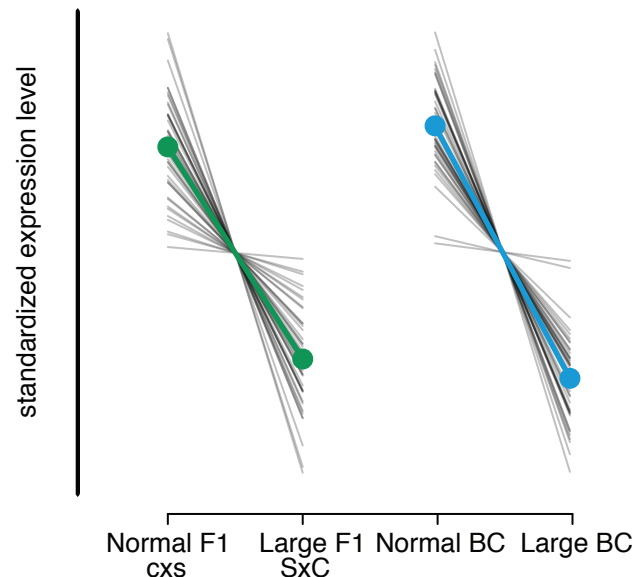 standardized expression level
Normal F1 Large F1 Normal BC Large BC
cxs SxC